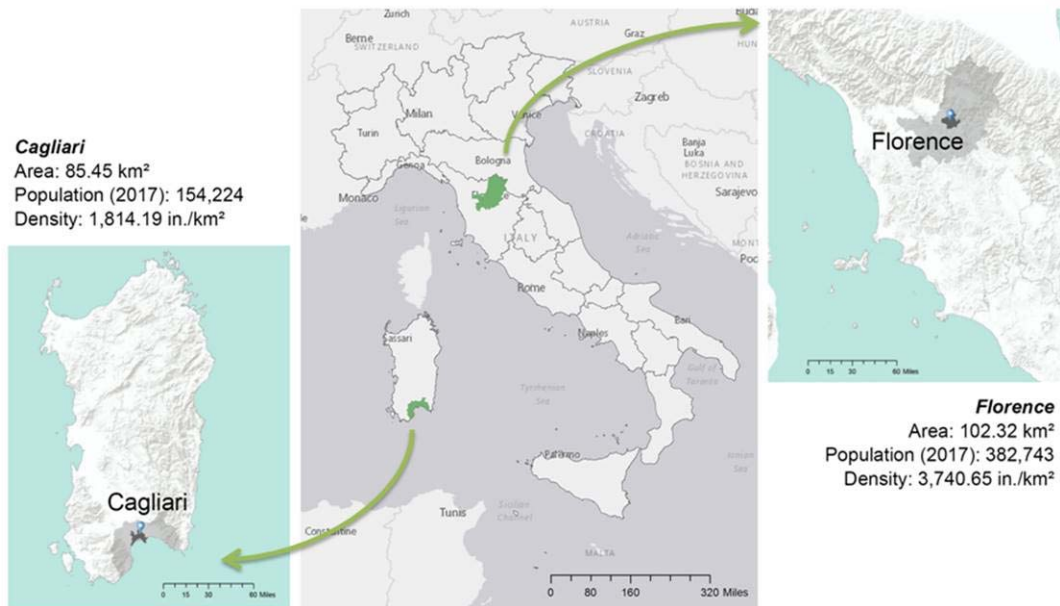 Cagliari
Area: 85.45 km²
Population (2017): 154,224
Density: 1,814.19 in./km²
Cagliari
0 15 30 60 Miles
Zurich
AUSTRIA
Berne
SWITZERLAND
Graz
SLOVENIA
Milan
Venice
Zagreb
Turin
CROATIA
Genoa
Bologna
Banja
Luka
BOSNIA AND
HERZEGOVINA
Monaco
Sarajevo
Ligurian
Sea
ITALY
Adriatic
Sea
Rome
Bari
Naples
Sassari
Gulf of
Taranto
Tyrrhenian
Sea
Palermo
Sicilian
Channel
Tunis
Constantine
MALTA
0 80 160 320 Miles
Florence
0 15 30 60 Miles
Florence
Area: 102.32 km²
Population (2017): 382,743
Density: 3,740.65 in./km²